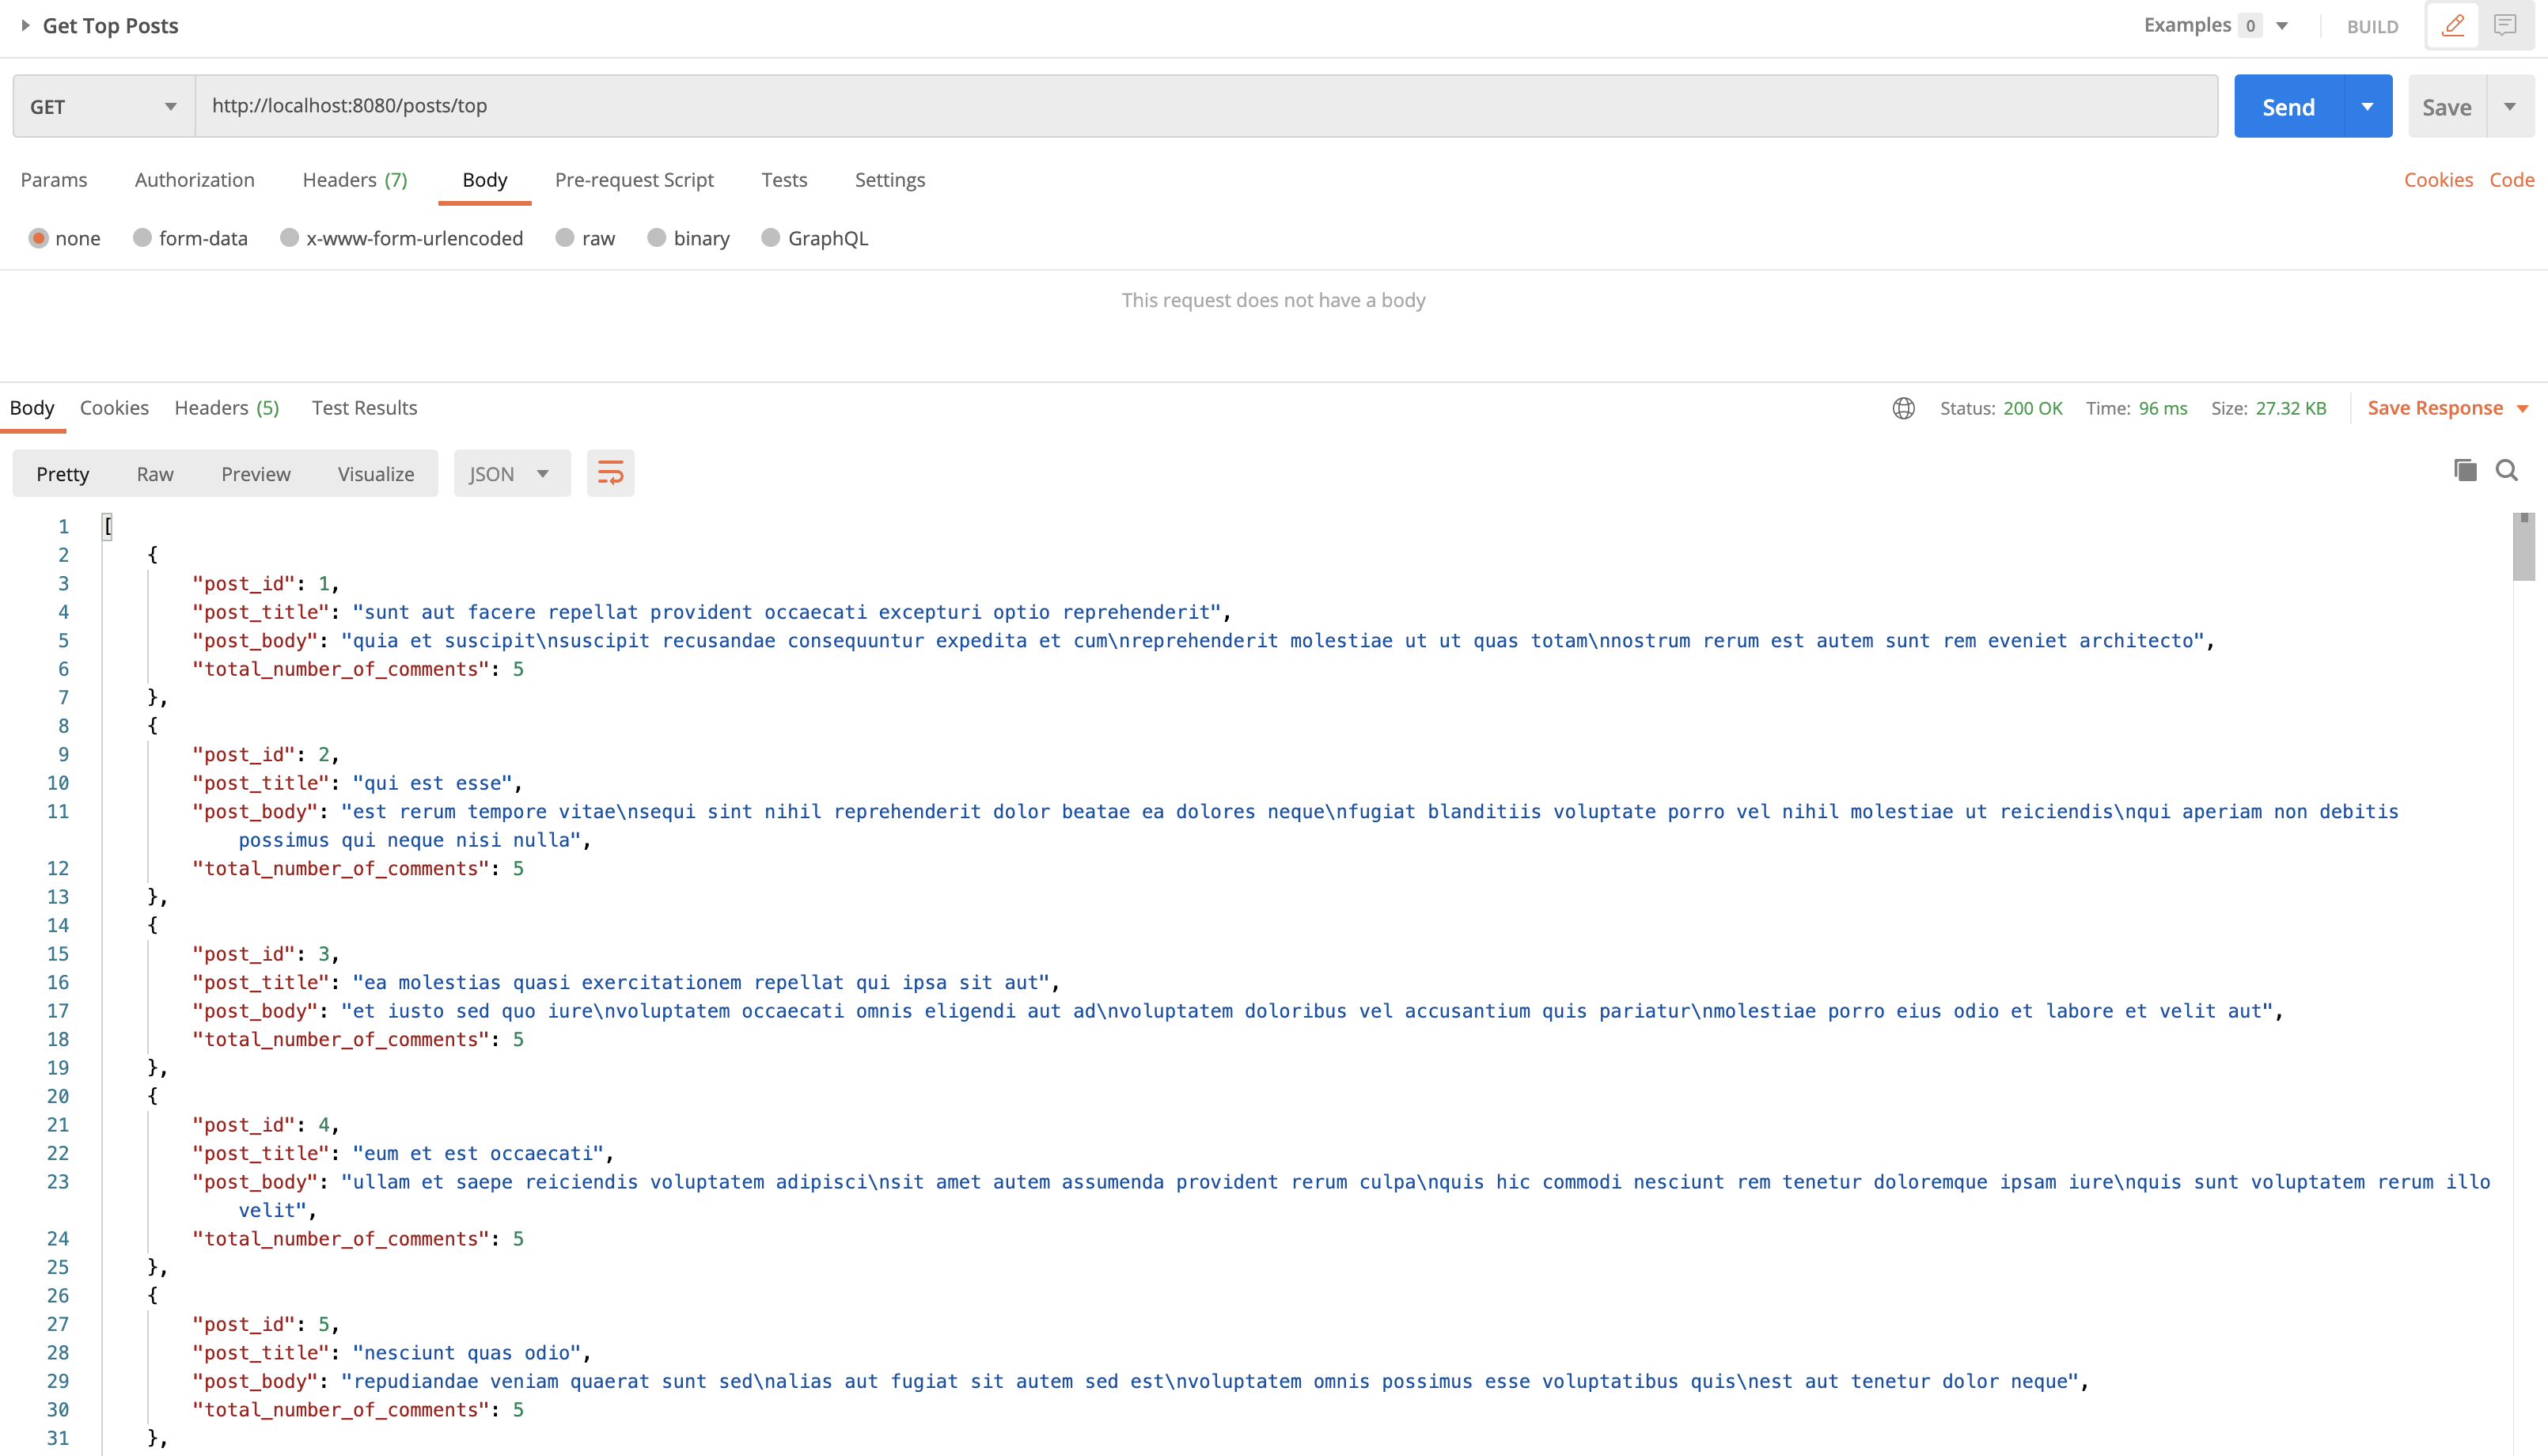 Get Top Posts Examples 0 BUILD
GET http://localhost:8080/posts/top Send Save
Params Authorization Headers (7) Body Pre-request Script Tests Settings Cookies Code
none form-data x-www-form-urlencoded raw binary GraphQL
This request does not have a body
Body Cookies Headers (5) Test Results Status: 200 OK Time: 96 ms Size: 27.32 KB Save Response
Pretty Raw Preview Visualize JSON
1 [
2 {
3 "post_id": 1,
4 "post_title": "sunt aut facere repellat provident occaecati excepturi optio reprehenderit",
5 "post_body": "quia et suscipit\nsuscipit recusandae consequuntur expedita et cum\nreprehenderit molestiae ut ut quas totam\nnostrum rerum est autem sunt rem eveniet architecto",
6 "total_number_of_comments": 5
7 },
8 {
9 "post_id": 2,
10 "post_title": "qui est esse",
11 "post_body": "est rerum tempore vitae\nsequi sint nihil reprehenderit dolor beatae ea dolores neque\nfugiat blanditiis voluptate porro vel nihil molestiae ut reiciendis\nqui aperiam non debitis
possimus qui neque nisi nulla",
12 "total_number_of_comments": 5
13 },
14 {
15 "post_id": 3,
16 "post_title": "ea molestias quasi exercitationem repellat qui ipsa sit aut",
17 "post_body": "et iusto sed quo iure\nvoluptatem occaecati omnis eligendi aut ad\nvoluptatem doloribus vel accusantium quis pariatur\nmolestiae porro eius odio et labore et velit aut",
18 "total_number_of_comments": 5
19 },
20 {
21 "post_id": 4,
22 "post_title": "eum et est occaecati",
23 "post_body": "ullam et saepe reiciendis voluptatem adipisci\nsit amet autem assumenda provident rerum culpa\nquis hic commodi nesciunt rem tenetur doloremque ipsam iure\nquis sunt voluptatem rerum illo
velit",
24 "total_number_of_comments": 5
25 },
26 {
27 "post_id": 5,
28 "post_title": "nesciunt quas odio",
29 "post_body": "repudiandae veniam quaerat sunt sed\nalias aut fugiat sit autem sed est\nvoluptatem omnis possimus esse voluptatibus quis\nest aut tenetur dolor neque",
30 "total_number_of_comments": 5
31 },